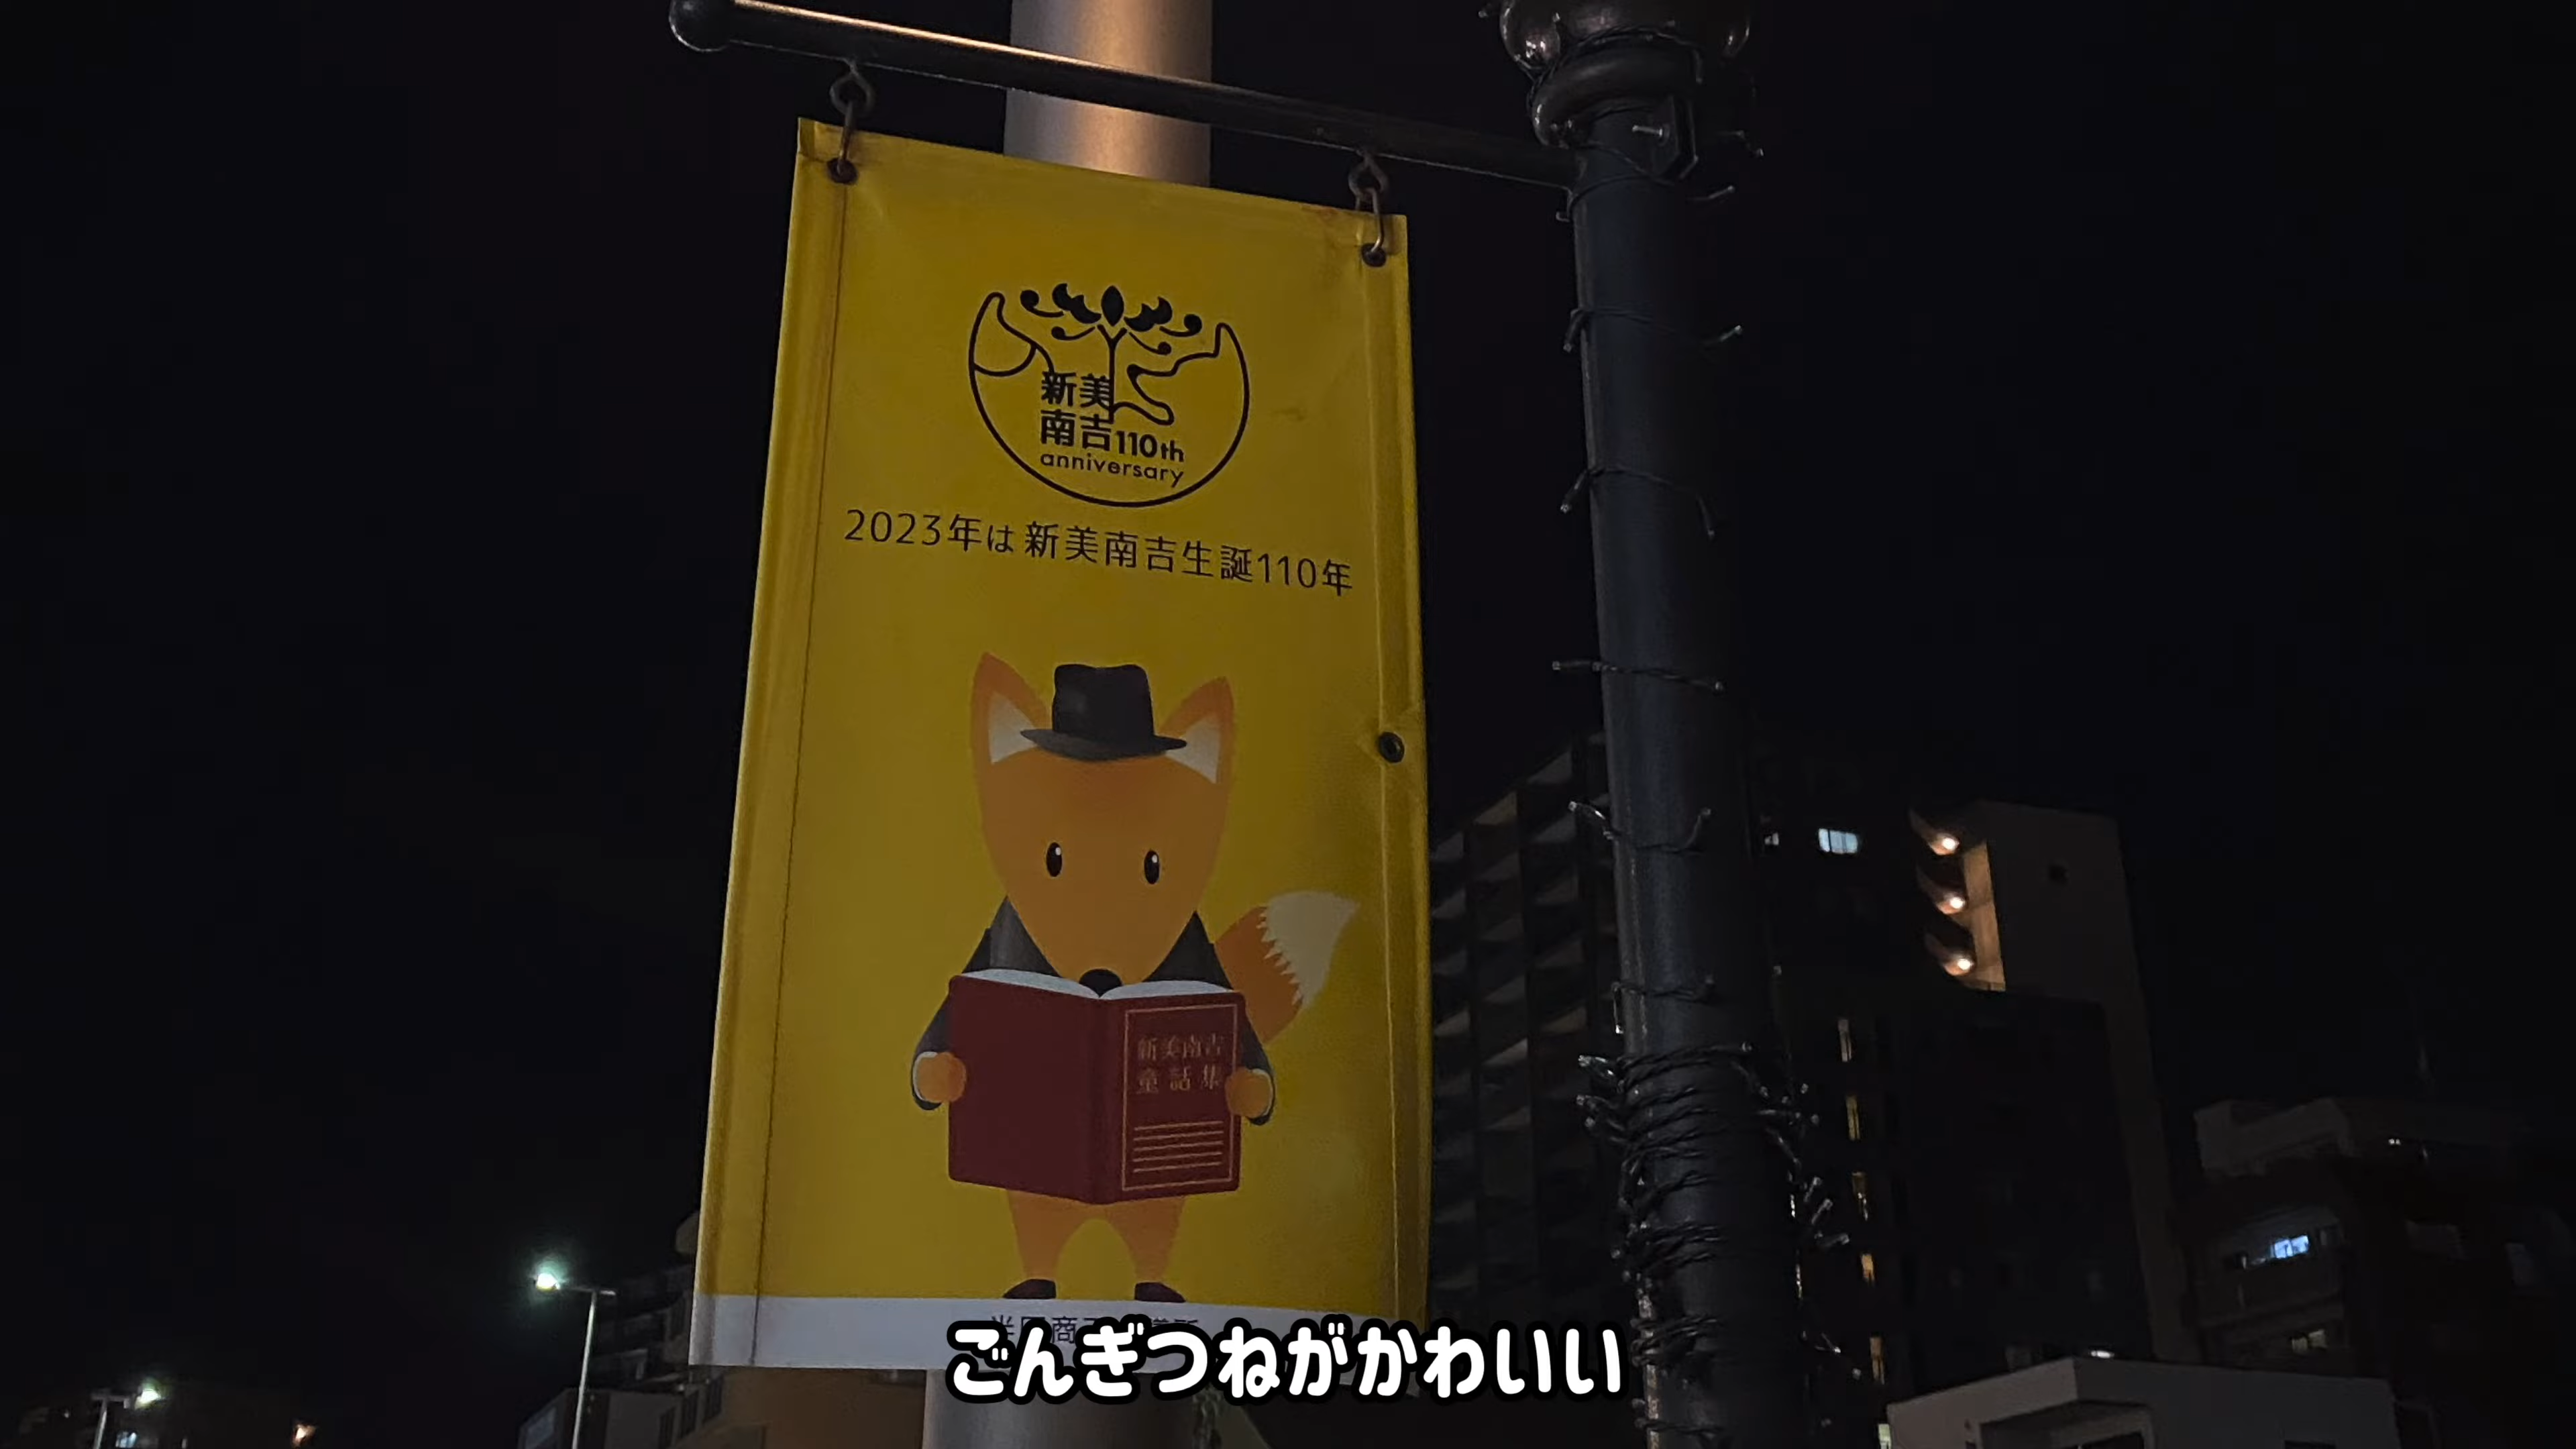 新美
南吉110th
anniversary
2023年は新美南吉生誕110年
新美南吉
童話集
ごんぎつねがかわいい